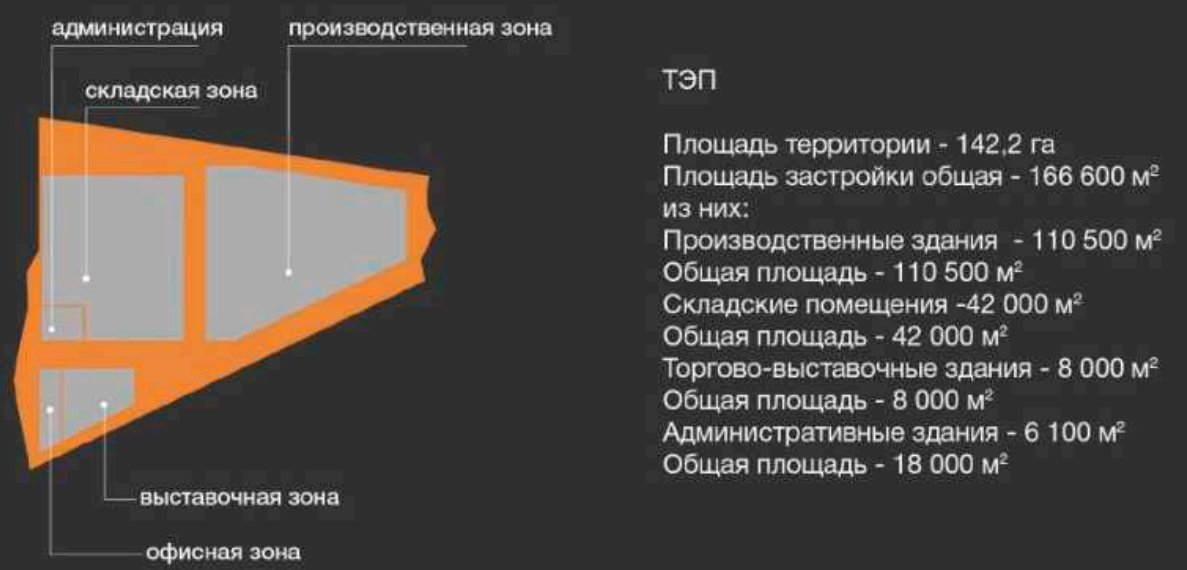 администрация
производственная зона
складская зона
выставочная зона
офисная зона
ТЭП
Площадь территории - 142,2 га
Площадь застройки общая - 166 600 м²
из них:
Производственные здания - 110 500 м²
Общая площадь - 110 500 м²
Складские помещения -42 000 м²
Общая площадь - 42 000 м²
Торгово-выставочные здания - 8 000 м²
Общая площадь - 8 000 м²
Административные здания - 6 100 м²
Общая площадь - 18 000 м²